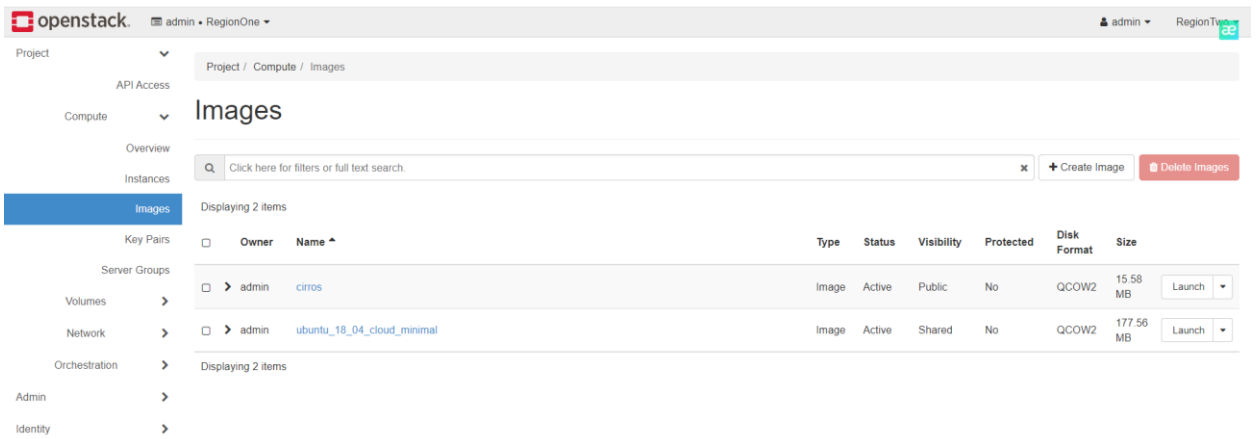 openstack. admin • RegionOne admin RegionTwo
æ
Project
API Access
Compute
Overview
Instances
Images
Key Pairs
Server Groups
Volumes
Network
Orchestration
Admin
Identity
Project / Compute / Images
Images
Click here for filters or full text search. + Create Image Delete Images
Displaying 2 items
Owner Name Type Status Visibility Protected Disk Format Size
admin cirros Image Active Public No QCOW2 15.58 MB Launch
admin ubuntu_18_04_cloud_minimal Image Active Shared No QCOW2 177.56 MB Launch
Displaying 2 items